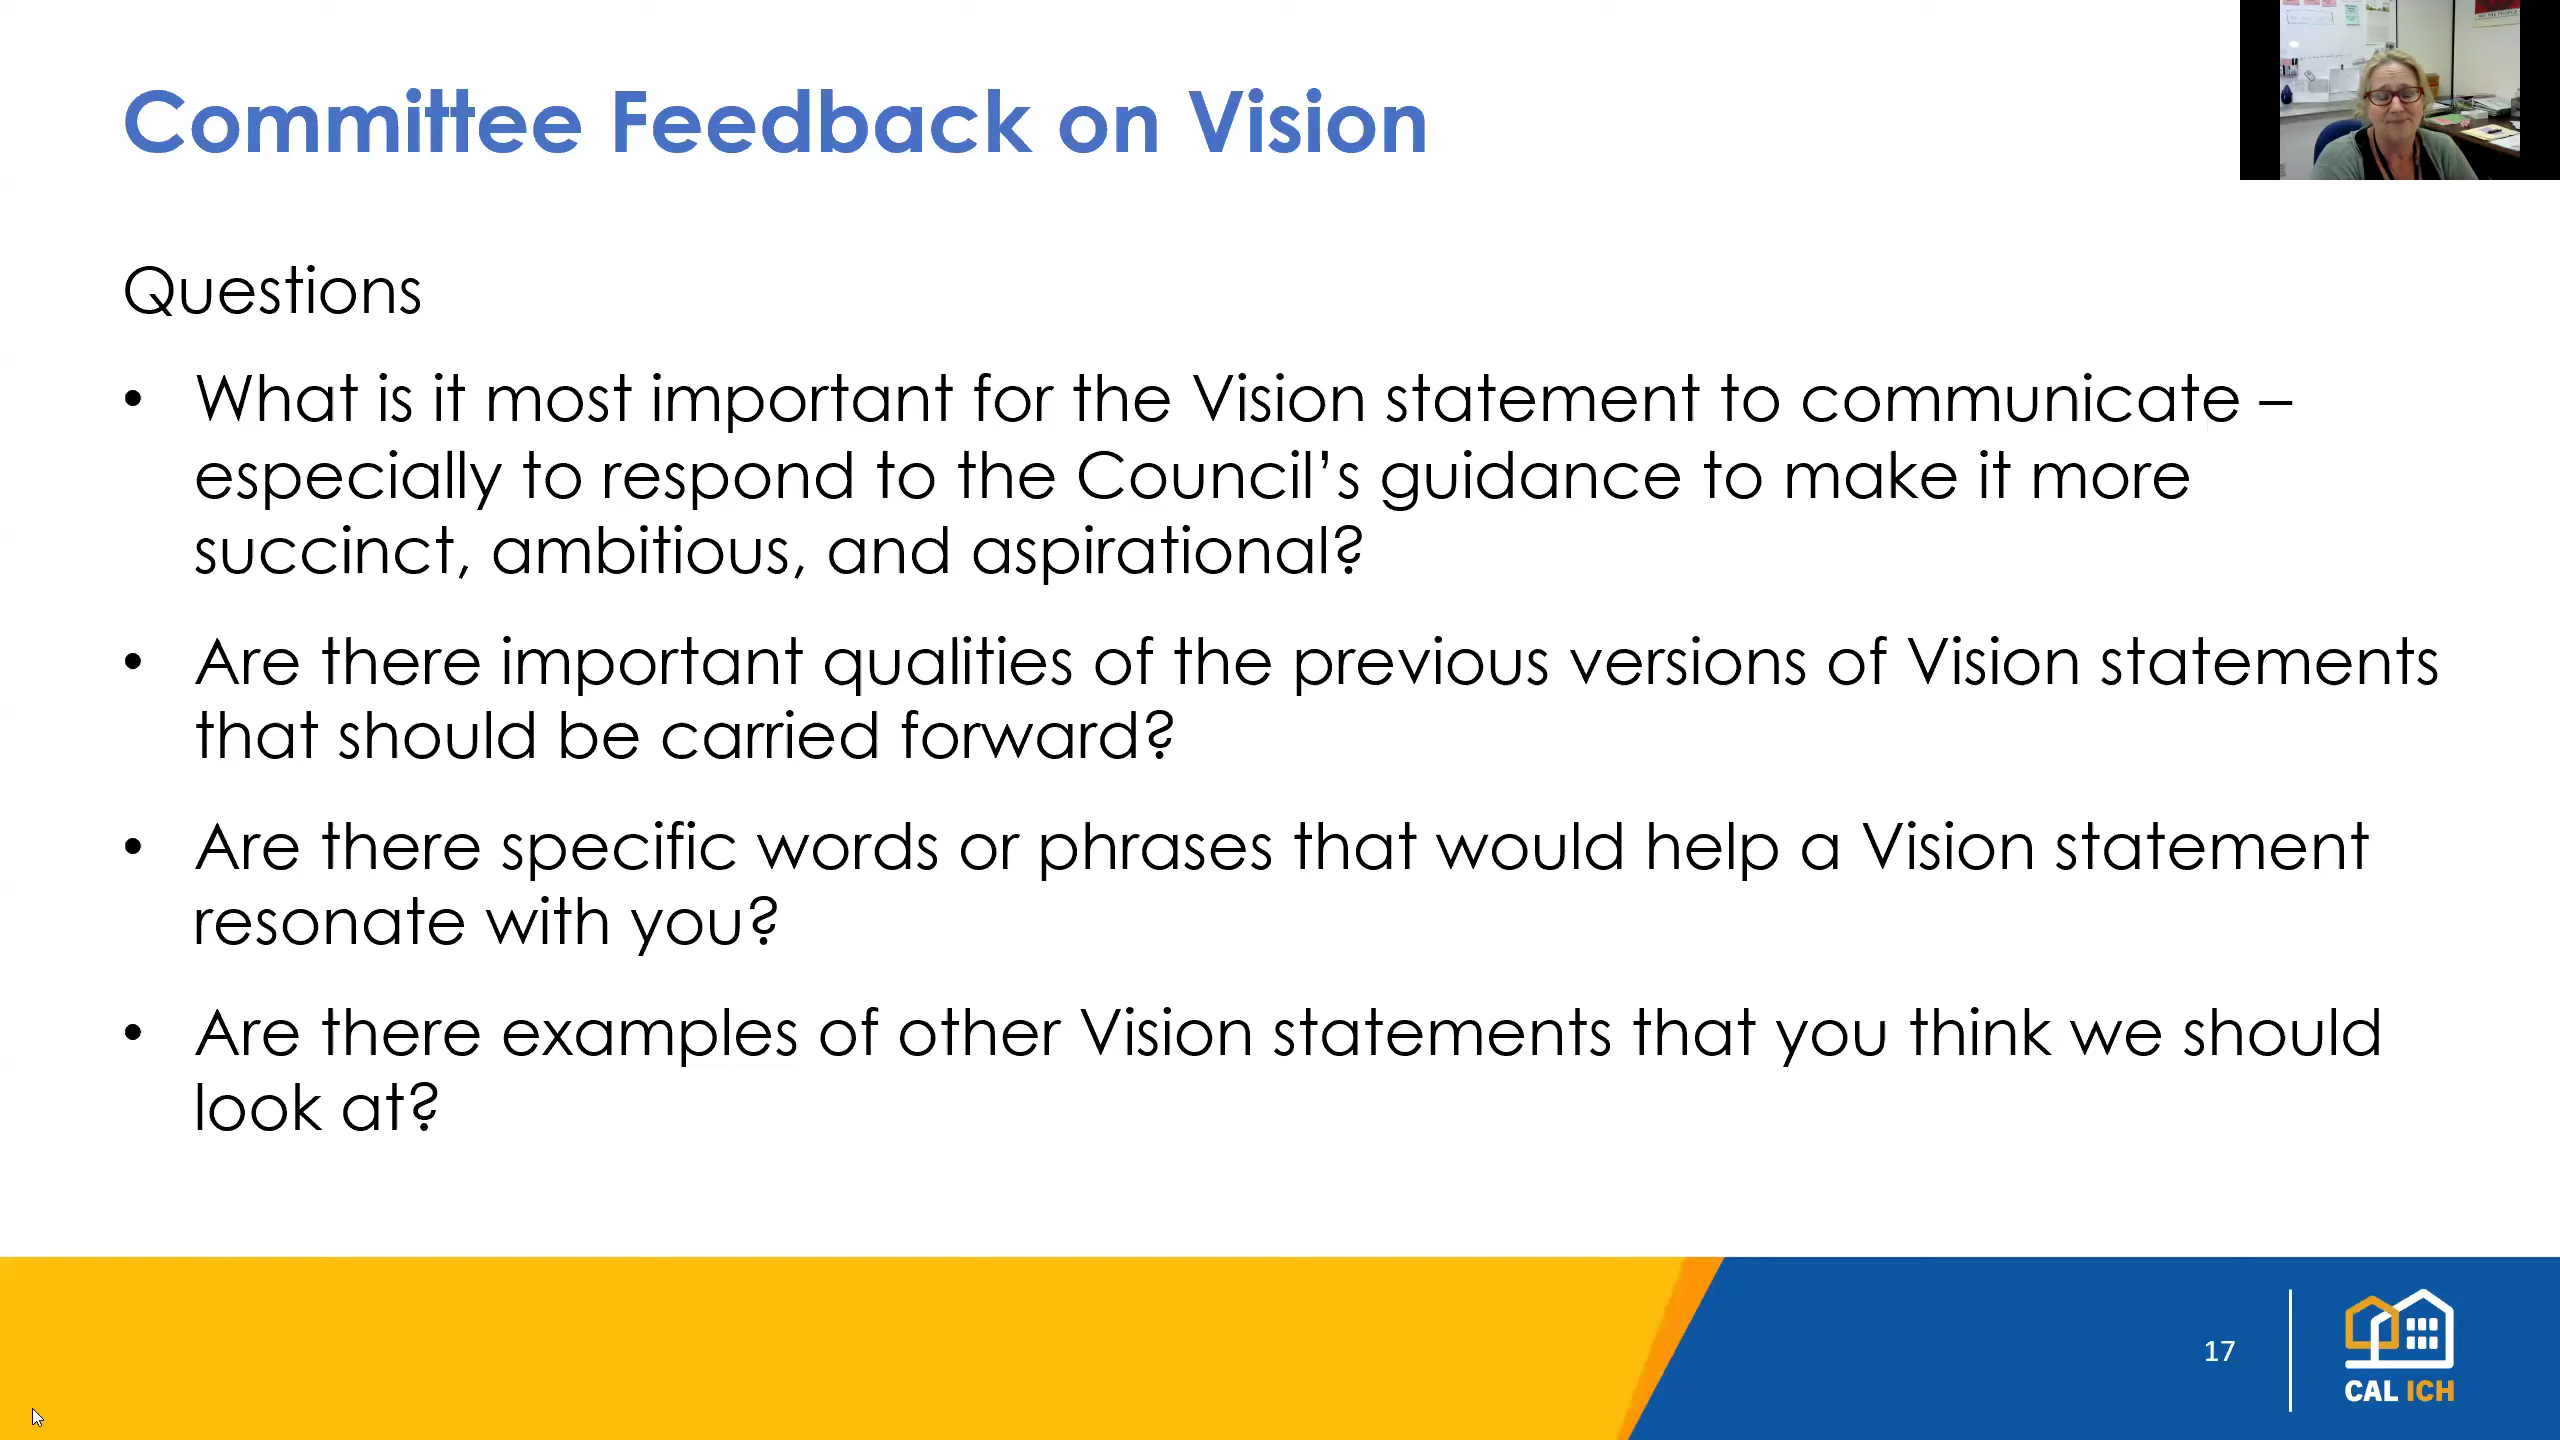 Committee Feedback on Vision
Questions
• What is it most important for the Vision statement to communicate –
especially to respond to the Council’s guidance to make it more
succinct, ambitious, and aspirational?
• Are there important qualities of the previous versions of Vision statements
that should be carried forward?
• Are there specific words or phrases that would help a Vision statement
resonate with you?
• Are there examples of other Vision statements that you think we should
look at?
17
CAL ICH